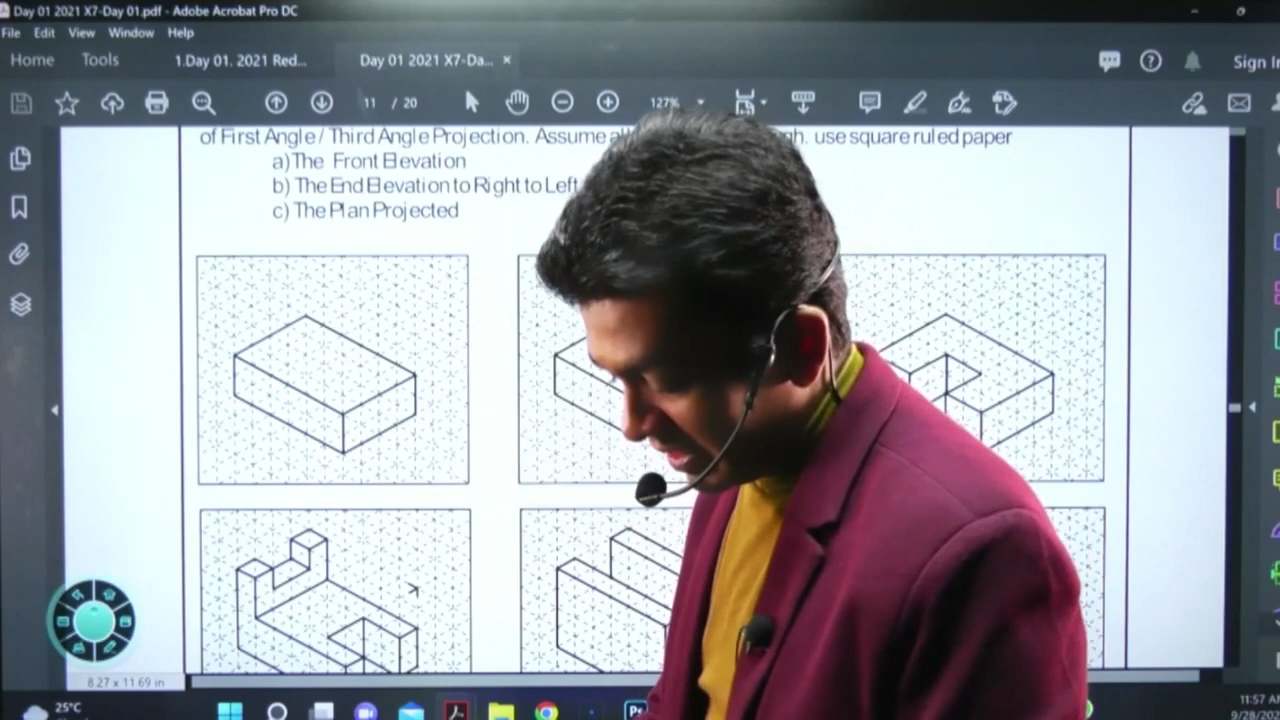 Day 01 2021 X7-Day 01.pdf - Adobe Acrobat Pro DC
File Edit View Window Help
Home Tools 1.Day 01. 2021 Red... Day 01 2021 X7-Da... × Sign In
11 / 20 127%
of First Angle / Third Angle Projection. Assume all use square ruled paper
a) The Front Elevation
b) The End Elevation to Right to Left
c) The Plan Projected
8.27 x 11.69 in
25°C
11:57 A
9/28/202